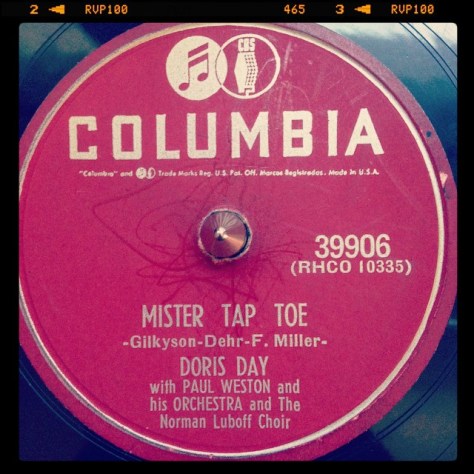 2 RVP100 465 3 RVP100
CBS
COLUMBIA
"Columbia" and Trade Marks Reg. U.S. Pat. Off. Marcas Registradas. Made in U.S.A.
39906
(RHCO 10335)
MISTER TAP TOE
-Gilkyson-Dehr-F. Miller-
DORIS DAY
with PAUL WESTON and
his ORCHESTRA and The
Norman Luboff Choir